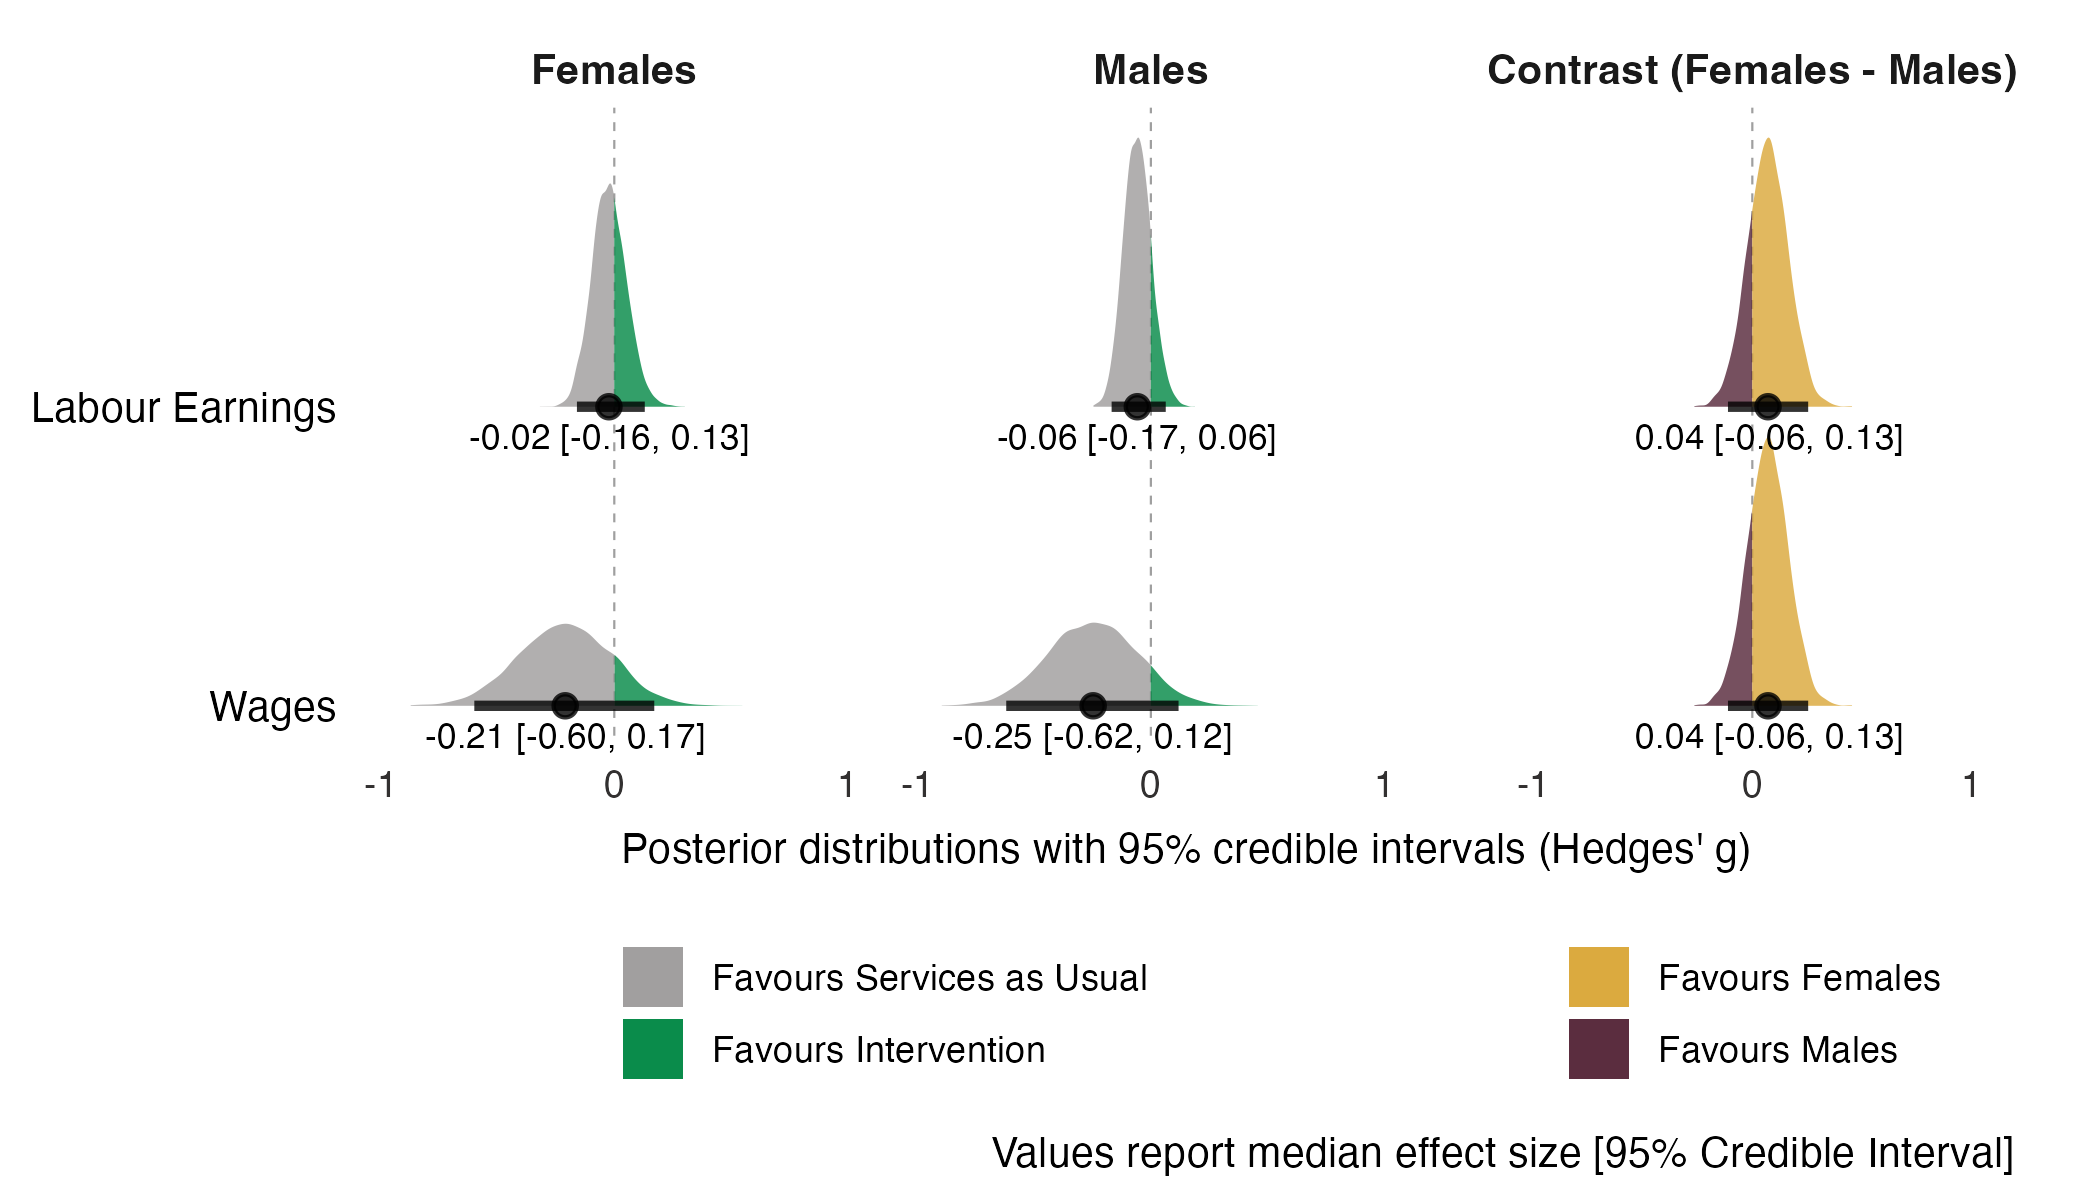 Females Males Contrast (Females - Males)
Labour Earnings
-0.02 [-0.16, 0.13] -0.06 [-0.17, 0.06] 0.04 [-0.06, 0.13]
Wages
-0.21 [-0.60, 0.17] -0.25 [-0.62, 0.12] 0.04 [-0.06, 0.13]
-1 0 1 -1 0 1 -1 0 1
Posterior distributions with 95% credible intervals (Hedges' g)
Favours Services as Usual Favours Females
Favours Intervention Favours Males
Values report median effect size [95% Credible Interval]